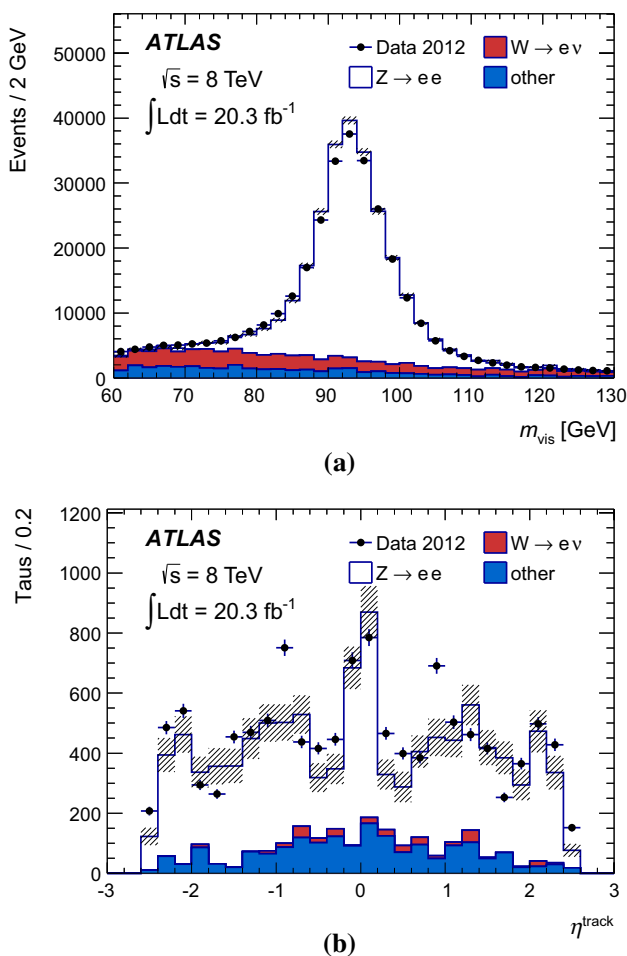 Events / 2 GeV
50000
40000
30000
20000
10000
0
ATLAS
√s = 8 TeV
∫Ldt = 20.3 fb⁻¹
Data 2012
W → e ν
Z → e e
other
60 70 80 90 100 110 120 130
m_vis [GeV]
(a)
Taus / 0.2
1200
1000
800
600
400
200
0
ATLAS
√s = 8 TeV
∫Ldt = 20.3 fb⁻¹
Data 2012
W → e ν
Z → e e
other
-3 -2 -1 0 1 2 3
η^track
(b)